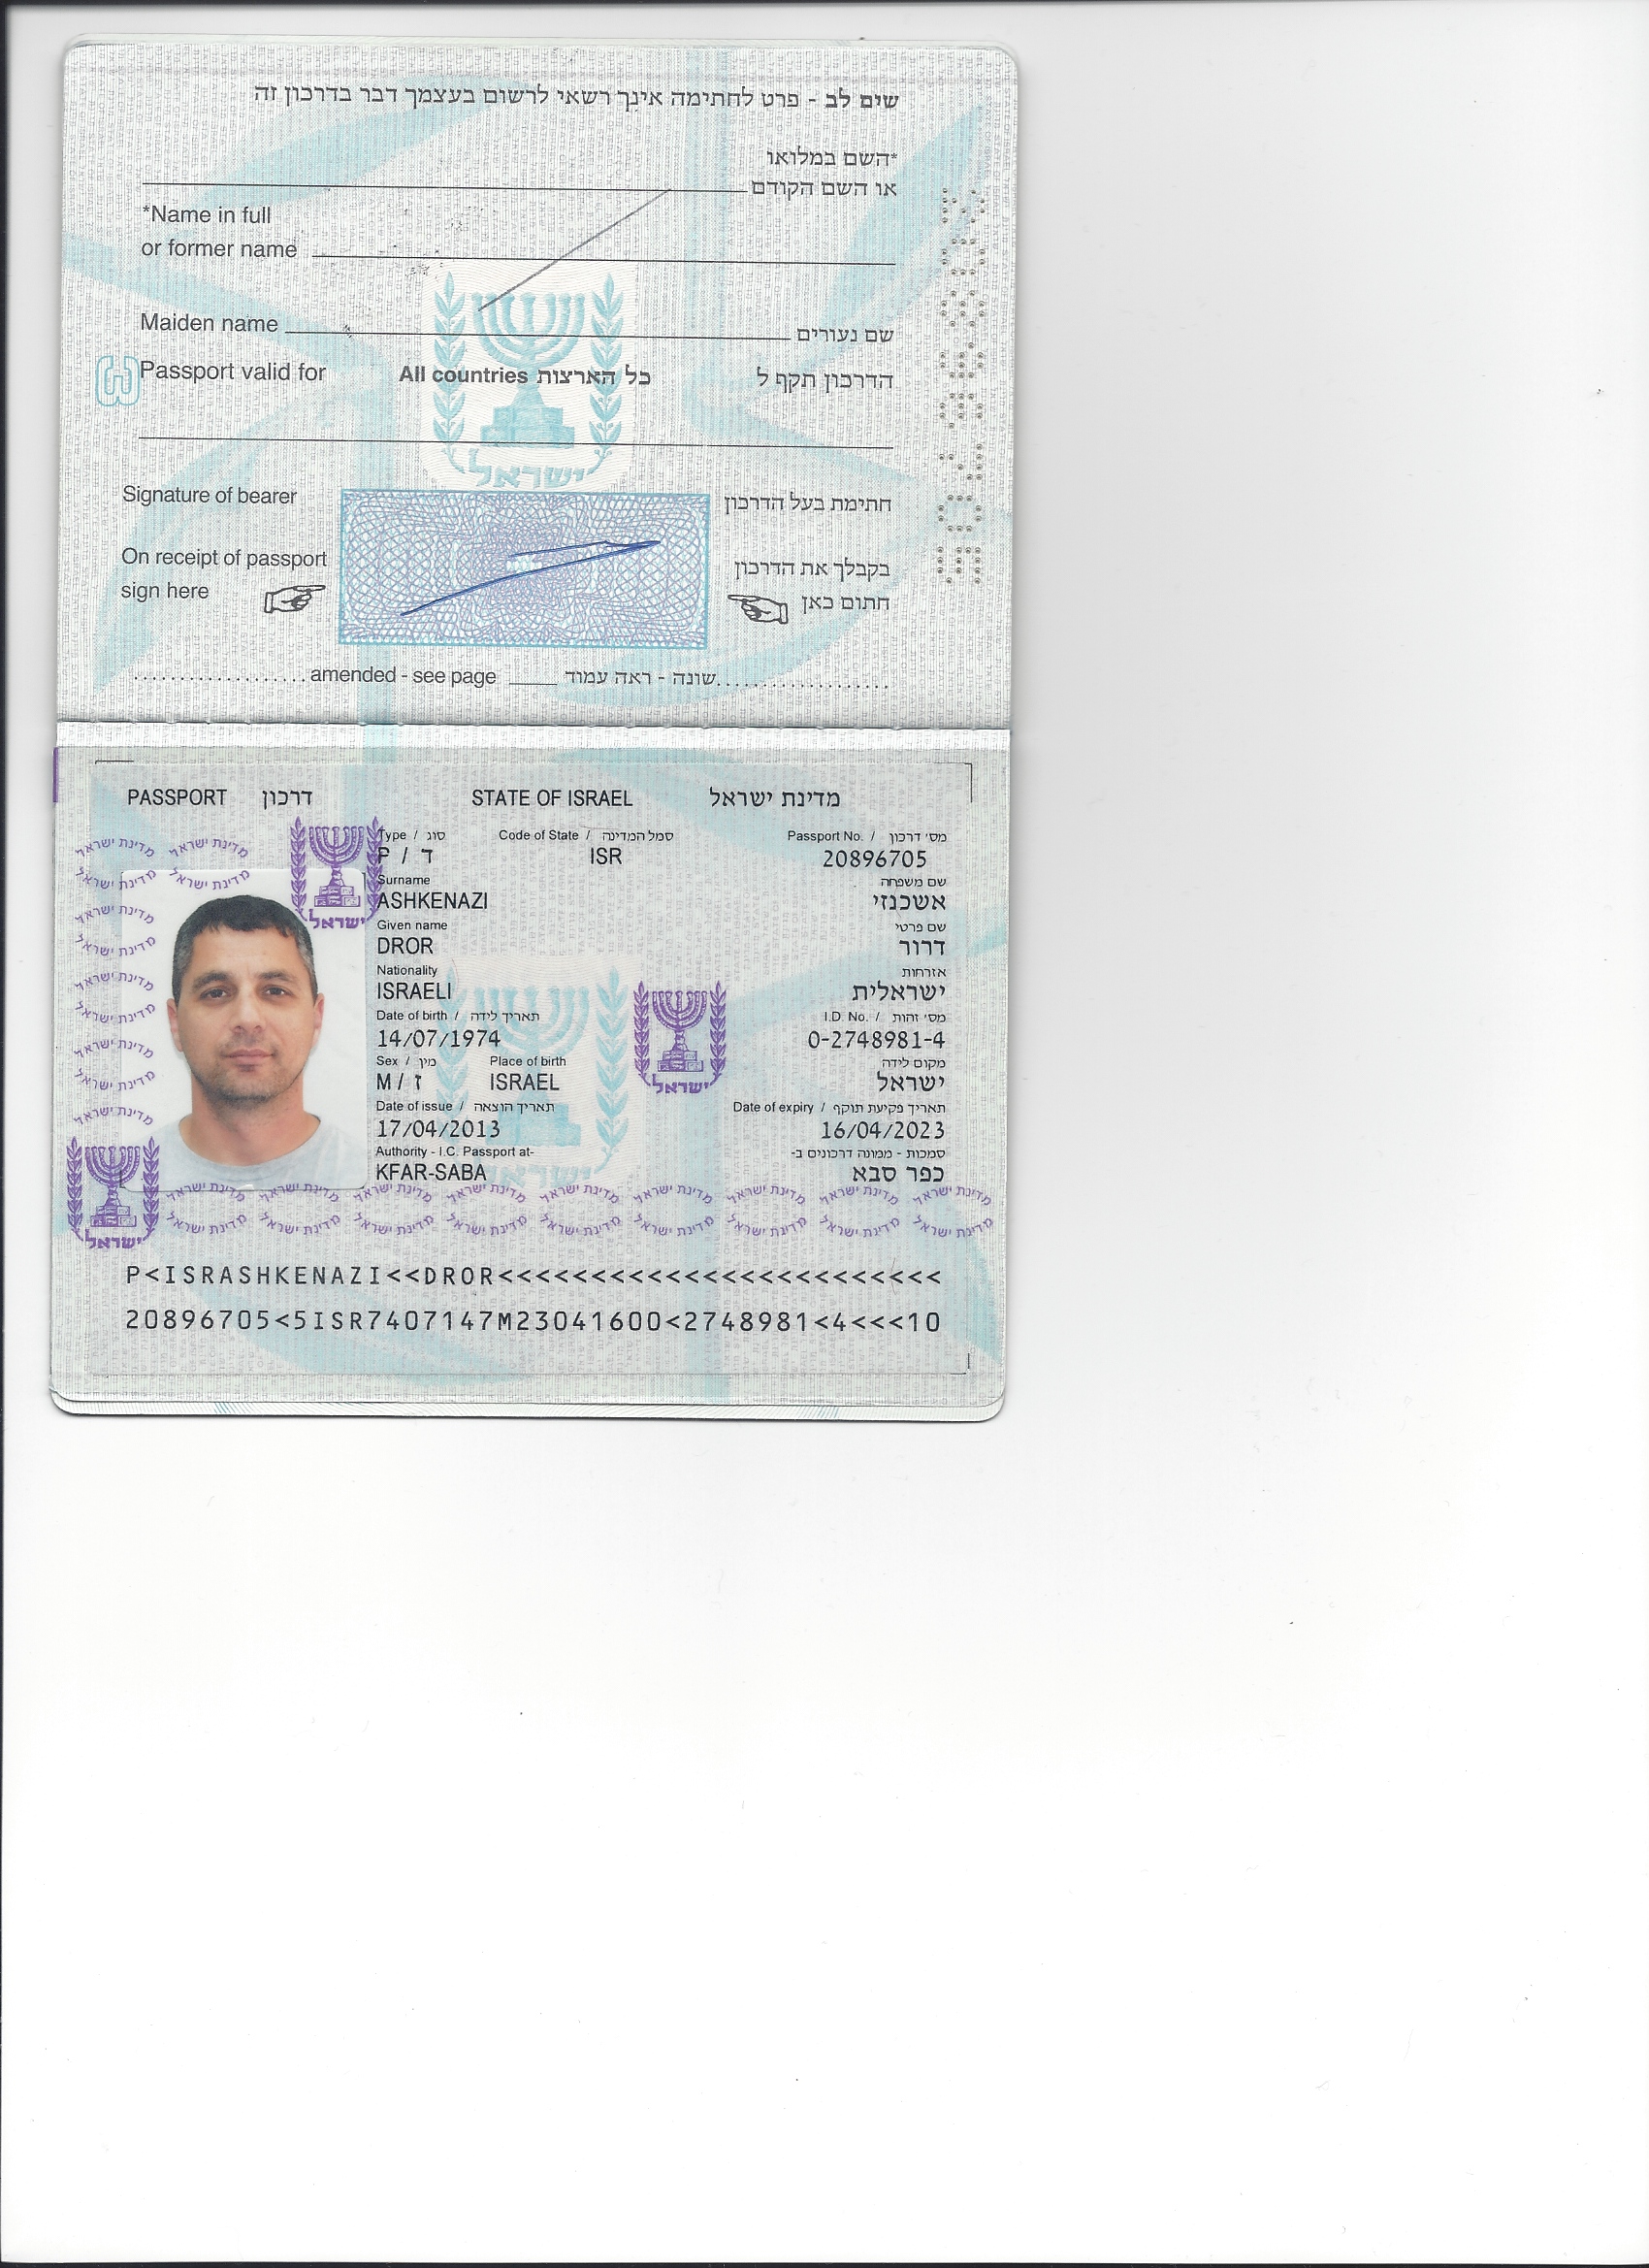 שים לב - פרט לחתימה אינך רשאי לרשום בעצמך דבר בדרכון זה
*השם במלואו
או השם הקודם
*Name in full
or former name
Maiden name שם נעורים
3
Passport valid for All countries כל הארצות הדרכון תקף ל
ישראל
Signature of bearer חתימת בעל הדרכון
On receipt of passport בקבלך את הדרכון
sign here חתום כאן
amended - see page שונה - ראה עמוד
PASSPORT דרכון STATE OF ISRAEL מדינת ישראל
Type / סוג Code of State / סמל המדינה Passport No. / מס׳ דרכון
P / ד ISR 20896705
Surname שם משפחה
ASHKENAZI אשכנזי
Given name שם פרטי
DROR דרור
Nationality אזרחות
ISRAELI ישראלית
Date of birth / תאריך לידה I.D. No. / מס׳ זהות
14/07/1974 0-2748981-4
Sex / מין Place of birth מקום לידה
M / ז ISRAEL ישראל
Date of issue / תאריך הוצאה Date of expiry / תאריך פקיעת תוקף
17/04/2013 16/04/2023
Authority - I.C. Passport at- סמכות - ממונה דרכונים ב-
KFAR-SABA כפר סבא
P<ISRASHKENAZI<<DROR<<<<<<<<<<<<<<<<<<<<<<<<
20896705<5ISR7407147M23041600<2748981<4<<<10